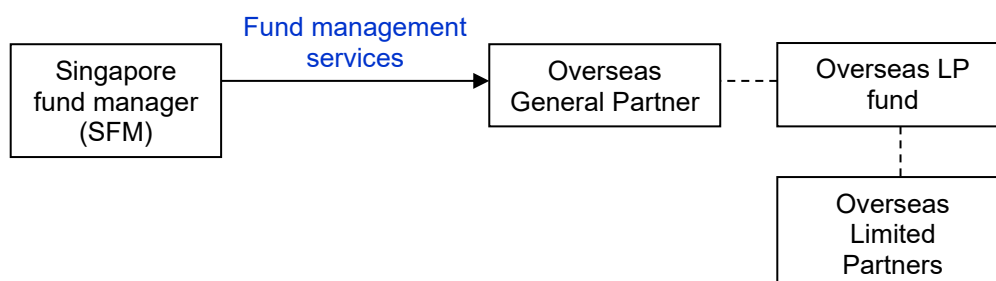 Fund management
services
Singapore
fund manager
(SFM)
Overseas
General Partner
Overseas LP
fund
Overseas
Limited
Partners